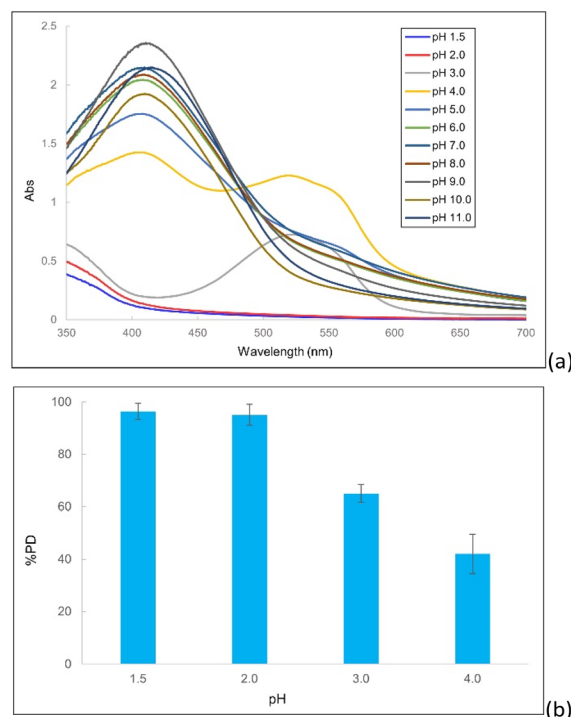 2.5
2
1.5
1
0.5
0
Abs
350 400 450 500 550 600 650 700
Wavelength (nm)
pH 1.5
pH 2.0
pH 3.0
pH 4.0
pH 5.0
pH 6.0
pH 7.0
pH 8.0
pH 9.0
pH 10.0
pH 11.0
(a)
100
80
60
40
20
0
%PD
1.5 2.0 3.0 4.0
pH
(b)